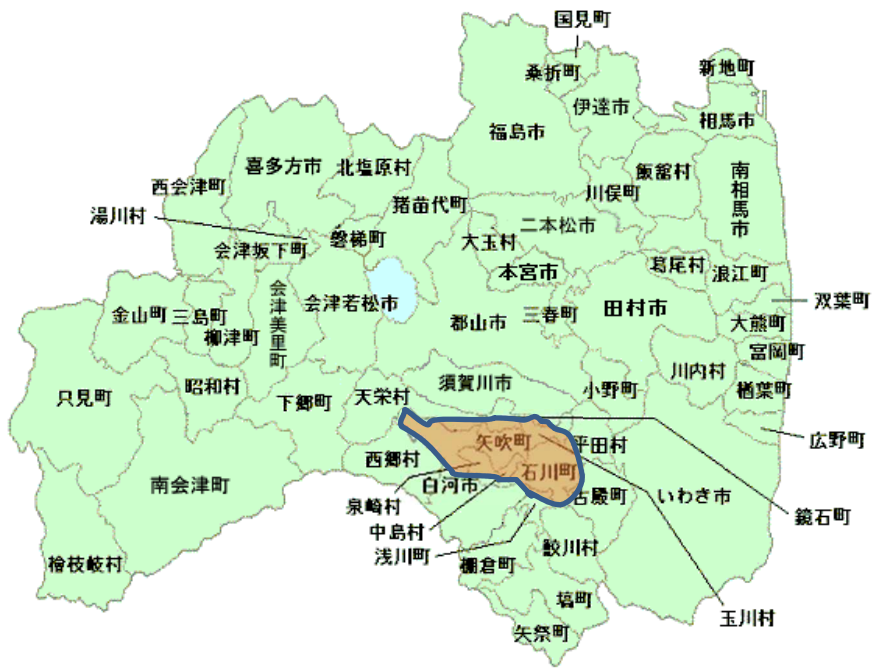 国見町
桑折町
新地町
伊達市
相馬市
福島市
喜多方市
北塩原村
飯舘村
南相馬市
西会津町
川俣町
猪苗代町
湯川村
二本松市
磐梯町
大玉村
会津坂下町
本宮市
葛尾村
浪江町
会津若松市
双葉町
金山町
三島町
会津美里町
三春町
田村市
郡山市
大熊町
柳津町
富岡町
川内村
須賀川市
昭和村
小野町
楢葉町
只見町
下郷町
天栄村
広野町
矢吹町
平田村
西郷村
石川町
白河市
南会津町
古殿町
いわき市
泉崎村
鏡石町
中島村
浅川町
鮫川村
檜枝岐村
棚倉町
塙町
玉川村
矢祭町